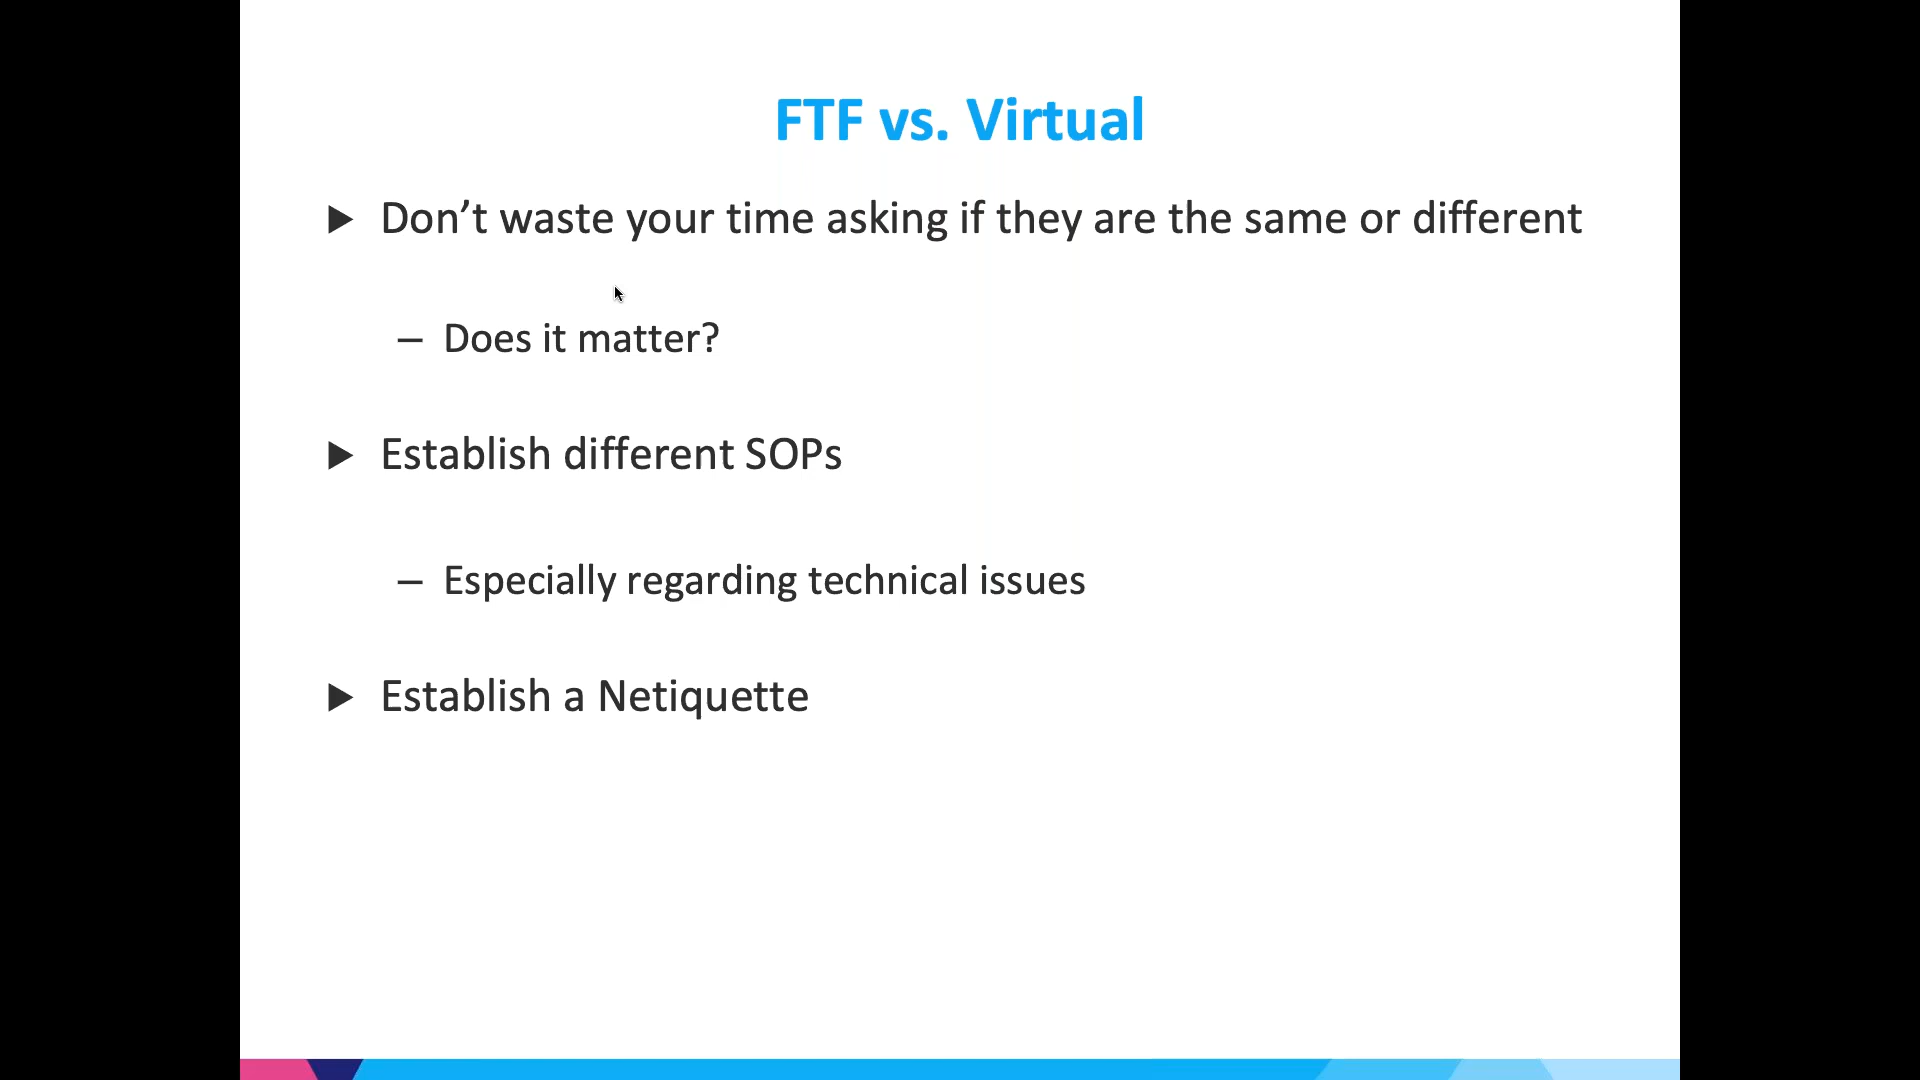 FTF vs. Virtual
▶ Don’t waste your time asking if they are the same or different
– Does it matter?
▶ Establish different SOPs
– Especially regarding technical issues
▶ Establish a Netiquette